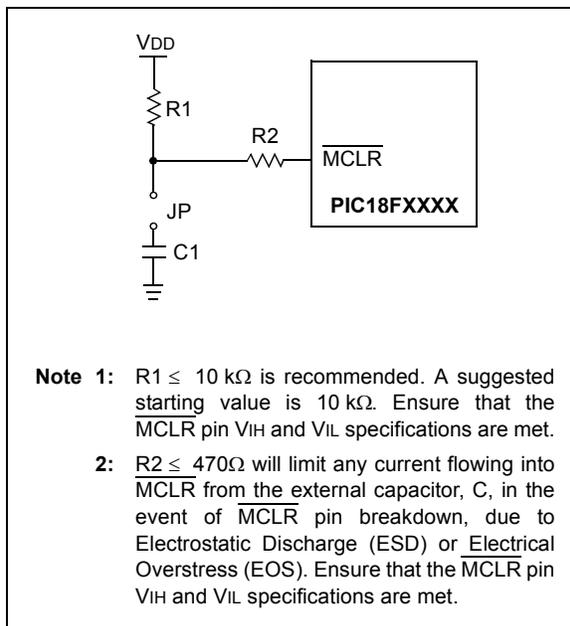 VDD
R1
R2
MCLR
PIC18FXXXX
JP
C1
Note 1: R1 ≤ 10 kΩ is recommended. A suggested
starting value is 10 kΩ. Ensure that the
MCLR pin VIH and VIL specifications are met.
2: R2 ≤ 470Ω will limit any current flowing into
MCLR from the external capacitor, C, in the
event of MCLR pin breakdown, due to
Electrostatic Discharge (ESD) or Electrical
Overstress (EOS). Ensure that the MCLR pin
VIH and VIL specifications are met.